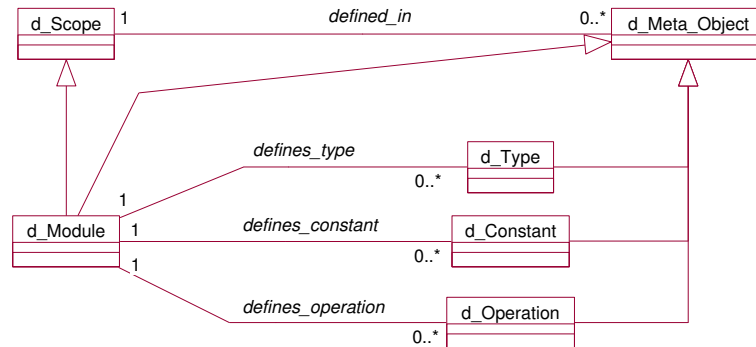 d_Scope 1 defined_in 0..* d_Meta_Object
defines_type d_Type
0..*
1
d_Module 1 defines_constant d_Constant
0..*
1
defines_operation d_Operation
0..*